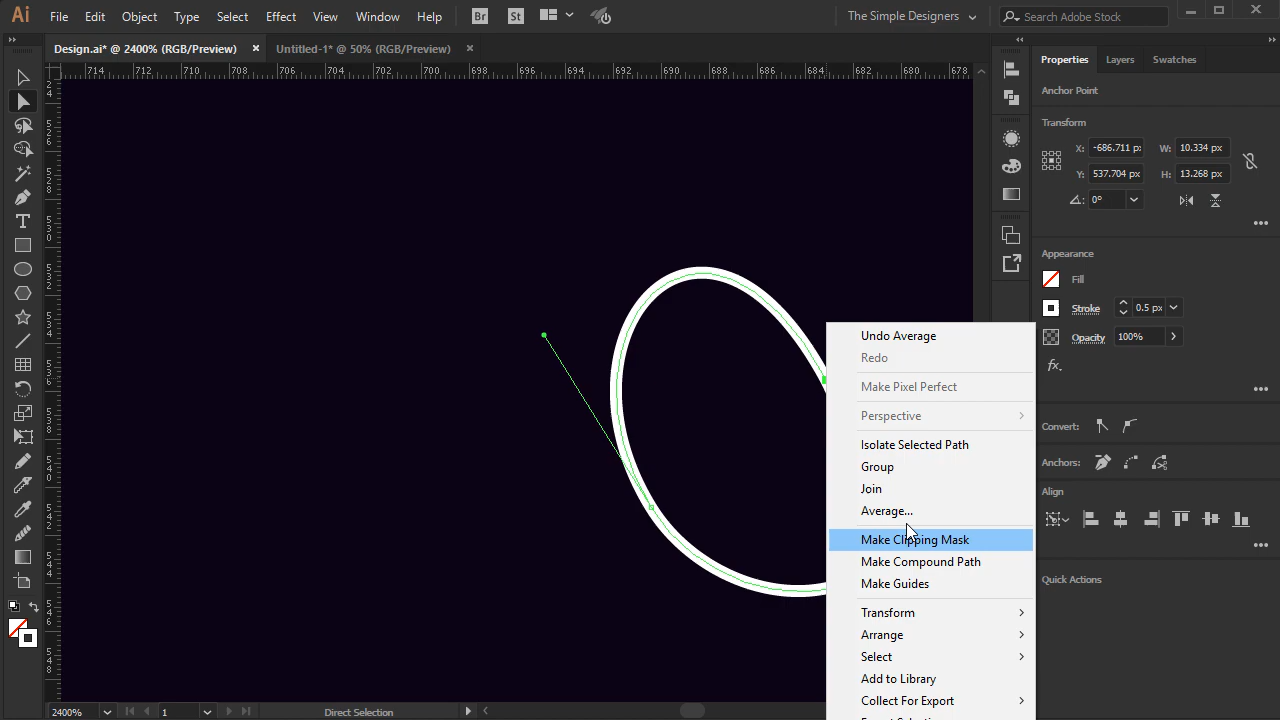 Ai File Edit Object Type Select Effect View Window Help Br St The Simple Designers Search Adobe Stock
Design.ai* @ 2400% (RGB/Preview) × Untitled-1* @ 50% (RGB/Preview) ×
714 712 710 708 706 704 702 700 698 696 694 692 690 688 686 684 682 680 678
Properties Layers Swatches
Anchor Point
Transform
X: -686.711 p W: 10.334 px
Y: 537.704 px H: 13.268 px
0°
Appearance
Fill
Stroke 0.5 px
Opacity 100%
fx.
Convert:
Anchors:
Align
Quick Actions
Undo Average
Redo
Make Pixel Perfect
Perspective
Isolate Selected Path
Group
Join
Average...
Make Clipping Mask
Make Compound Path
Make Guides
Transform
Arrange
Select
Add to Library
Collect For Export
2400% 1 Direct Selection